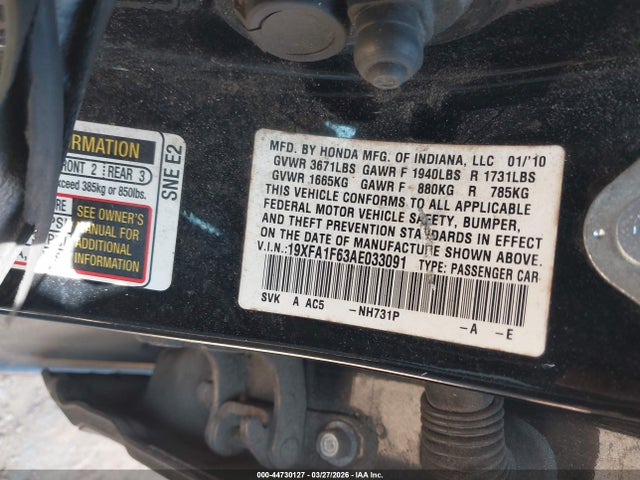 RMATION
FRONT 2
REAR 3
exceed 385kg or 850lbs.
SNE E2
SEE OWNER'S
MANUAL FOR
ADDITIONAL
INFORMATION
MFD. BY HONDA MFG. OF INDIANA, LLC 01/'10
GVWR 3671LBS GAWR F 1940LBS R 1731LBS
GVWR 1665KG GAWR F 880KG R 785KG
THIS VEHICLE CONFORMS TO ALL APPLICABLE
FEDERAL MOTOR VEHICLE SAFETY, BUMPER,
AND THEFT PREVENTION STANDARDS IN EFFECT
ON THE DATE OF MANUFACTURE SHOWN ABOVE.
V.I.N.:19XFA1F63AE033091 TYPE: PASSENGER CAR
SVK A AC5 -NH731P -A -E
000-44730127 - 03/27/2026 - IAA Inc.